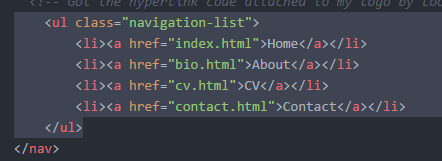 <!-- Got the hyperlink code attached to my logo by loo
<ul class="navigation-list">
<li><a href="index.html">Home</a></li>
<li><a href="bio.html">About</a></li>
<li><a href="cv.html">CV</a></li>
<li><a href="contact.html">Contact</a></li>
</ul>
</nav>